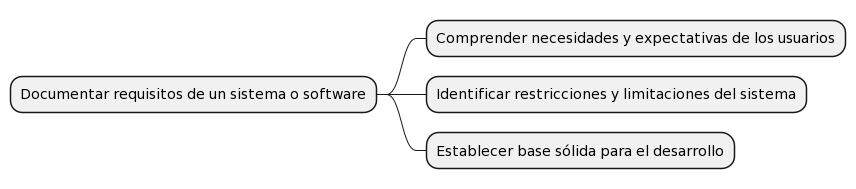 Comprender necesidades y expectativas de los usuarios
Documentar requisitos de un sistema o software
Identificar restricciones y limitaciones del sistema
Establecer base sólida para el desarrollo